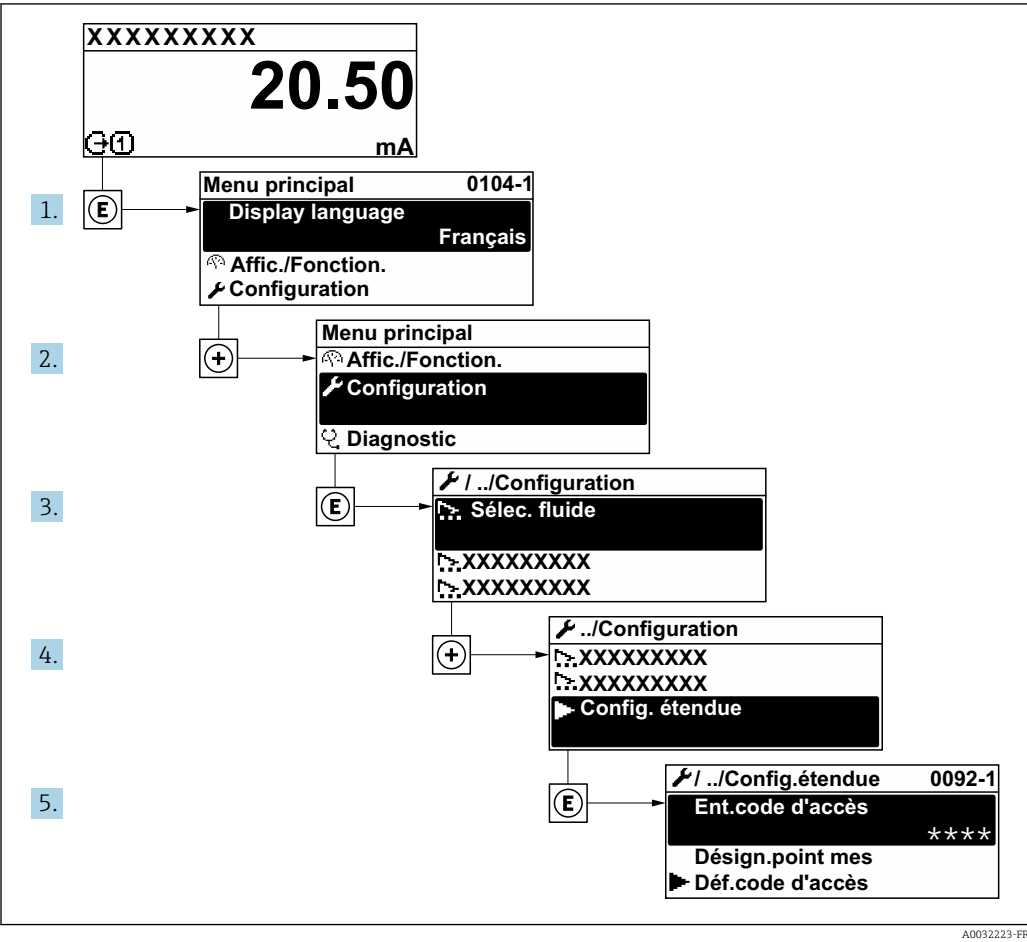 XXXXXXXXX
20.50
1
mA
1.
E
Menu principal 0104-1
Display language
Français
Affic./Fonction.
Configuration
2.
+
Menu principal
Affic./Fonction.
Configuration
Diagnostic
3.
E
/ ../Configuration
Sélec. fluide
XXXXXXXXX
XXXXXXXXX
4.
+
../Configuration
XXXXXXXXX
XXXXXXXXX
Config. étendue
5.
E
/ ../Config.étendue 0092-1
Ent.code d'accès
****
Désign.point mes
Déf.code d'accès
A0032223-FR